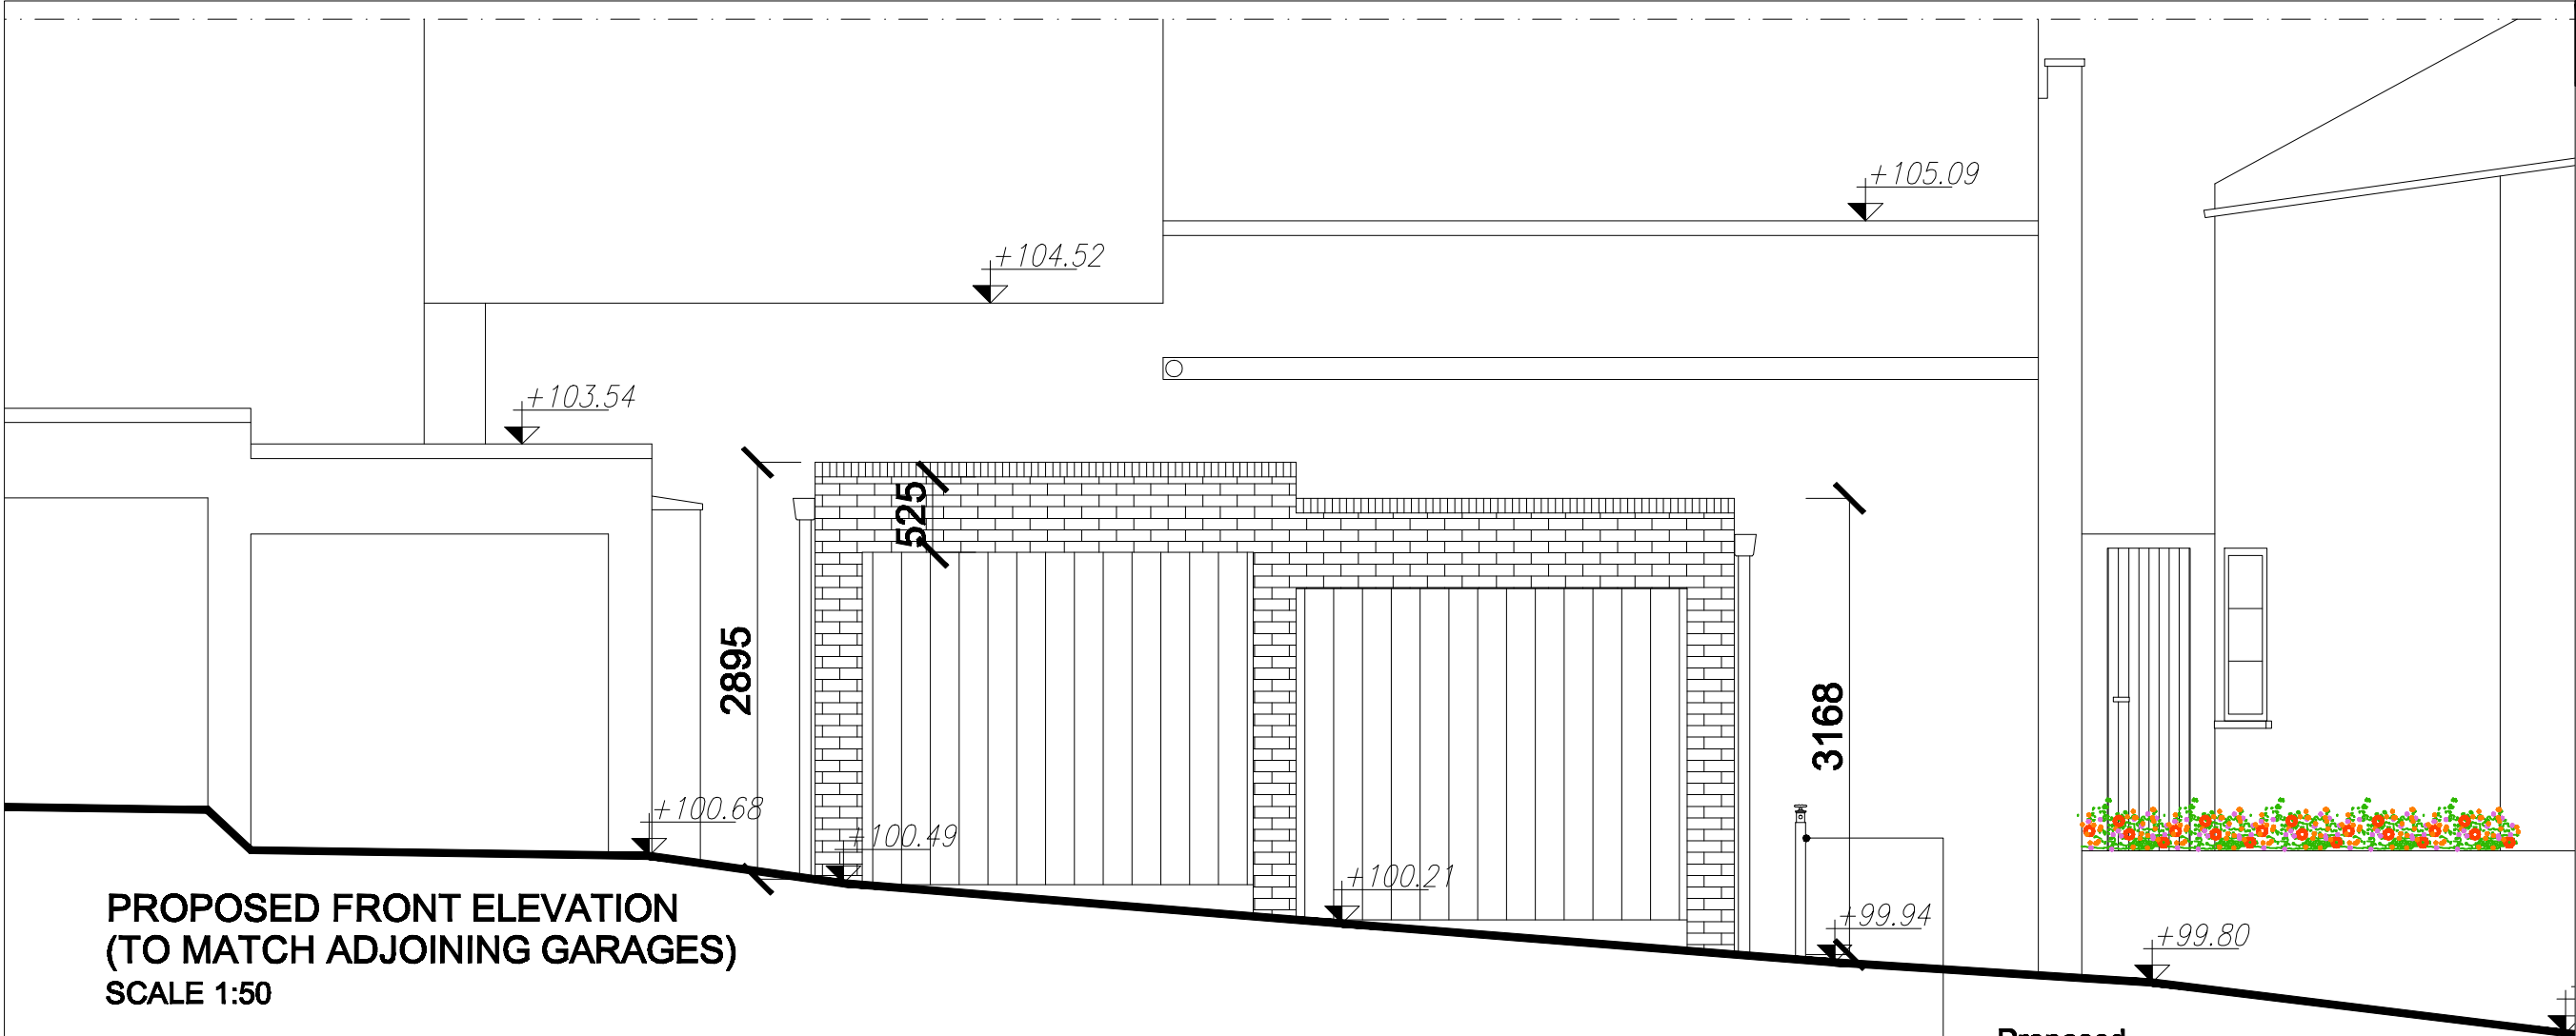 +105.09
+104.52
+103.54
525
2895
3168
+100.68
+100.49
+100.21
+99.94
+99.80
PROPOSED FRONT ELEVATION
(TO MATCH ADJOINING GARAGES)
SCALE 1:50
Proposed